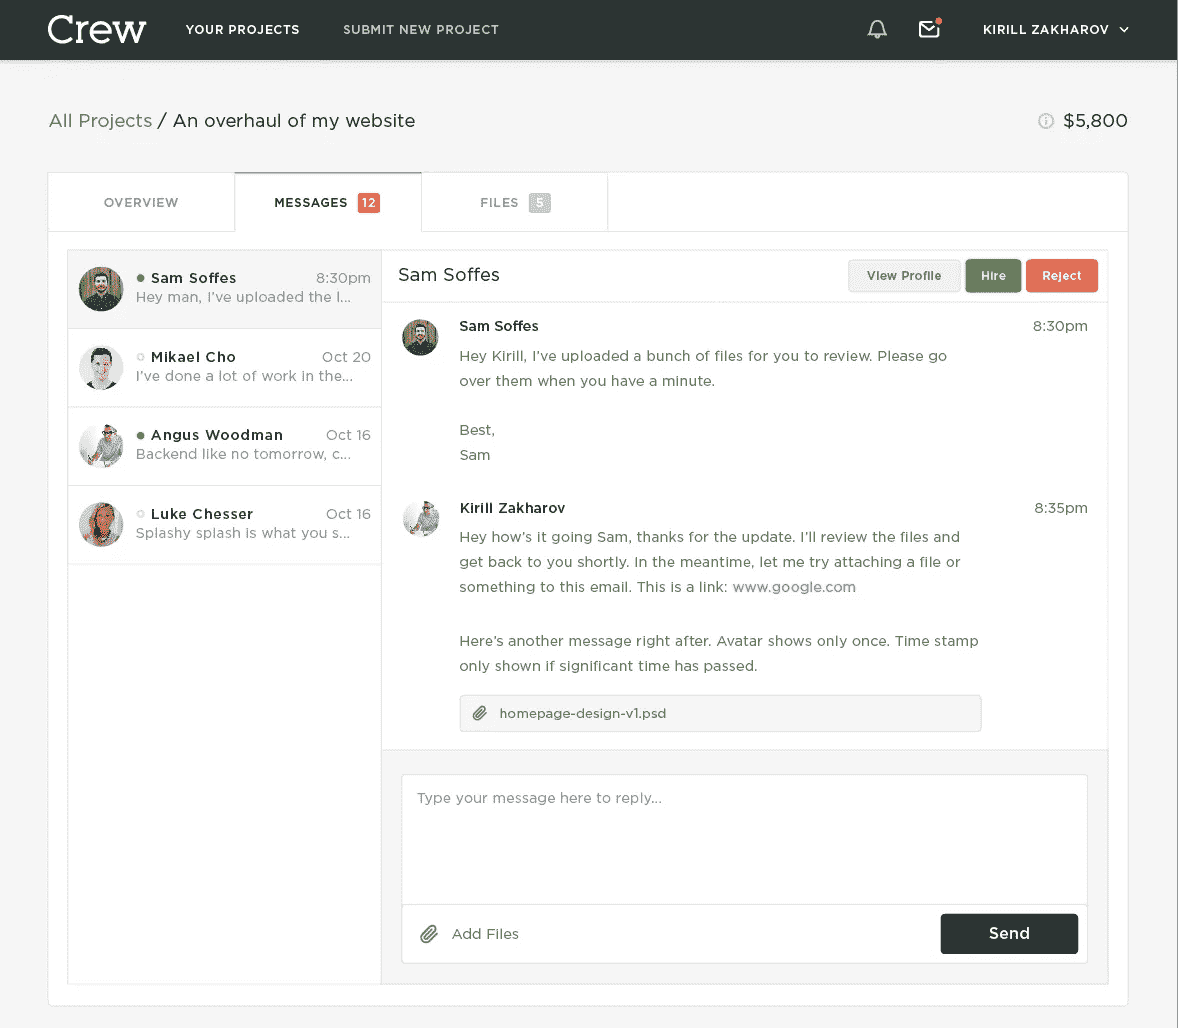 Crew YOUR PROJECTS SUBMIT NEW PROJECT KIRILL ZAKHAROV
All Projects / An overhaul of my website $5,800
OVERVIEW MESSAGES 12 FILES 5
Sam Soffes 8:30pm
Hey man, I've uploaded the l...
Mikael Cho Oct 20
I've done a lot of work in the...
Angus Woodman Oct 16
Backend like no tomorrow, c...
Luke Chesser Oct 16
Splashy splash is what you s...
Sam Soffes View Profile Hire Reject
Sam Soffes 8:30pm
Hey Kirill, I've uploaded a bunch of files for you to review. Please go
over them when you have a minute.
Best,
Sam
Kirill Zakharov 8:35pm
Hey how's it going Sam, thanks for the update. I'll review the files and
get back to you shortly. In the meantime, let me try attaching a file or
something to this email. This is a link: www.google.com
Here's another message right after. Avatar shows only once. Time stamp
only shown if significant time has passed.
homepage-design-v1.psd
Type your message here to reply...
Add Files Send